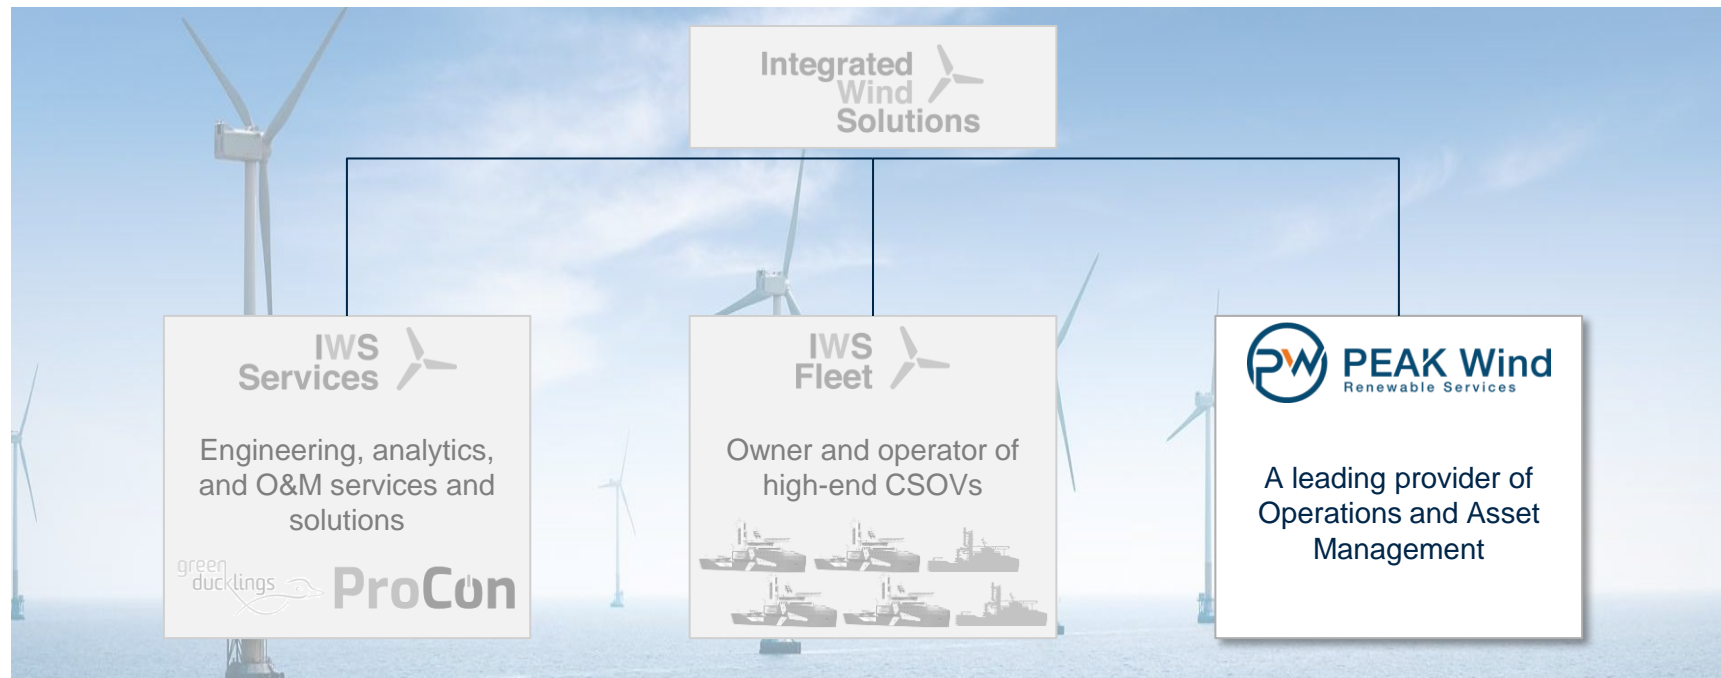 Integrated
Wind
Solutions
IWS
Services
Engineering, analytics,
and O&M services and
solutions
green
ducklings
ProCon
IWS
Fleet
Owner and operator of
high-end CSOVs
PW
PEAK Wind
Renewable Services
A leading provider of
Operations and Asset
Management